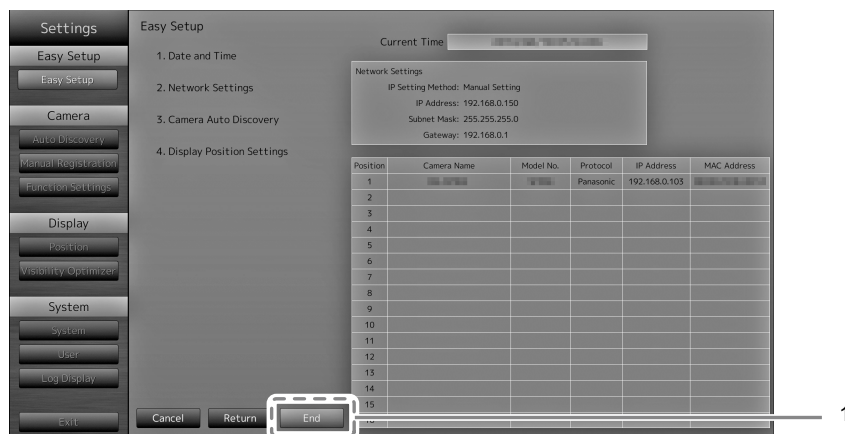 Settings
Easy Setup
Easy Setup
Camera
Auto Discovery
Manual Registration
Function Settings
Display
Position
Visibility Optimizer
System
System
User
Log Display
Exit
Easy Setup
1. Date and Time
2. Network Settings
3. Camera Auto Discovery
4. Display Position Settings
Cancel Return End
Current Time
Network Settings
IP Setting Method: Manual Setting
IP Address: 192.168.0.150
Subnet Mask: 255.255.255.0
Gateway: 192.168.0.1
Position Camera Name Model No. Protocol IP Address MAC Address
1 Panasonic 192.168.0.103
2
3
4
5
6
7
8
9
10
11
12
13
14
15
16
1